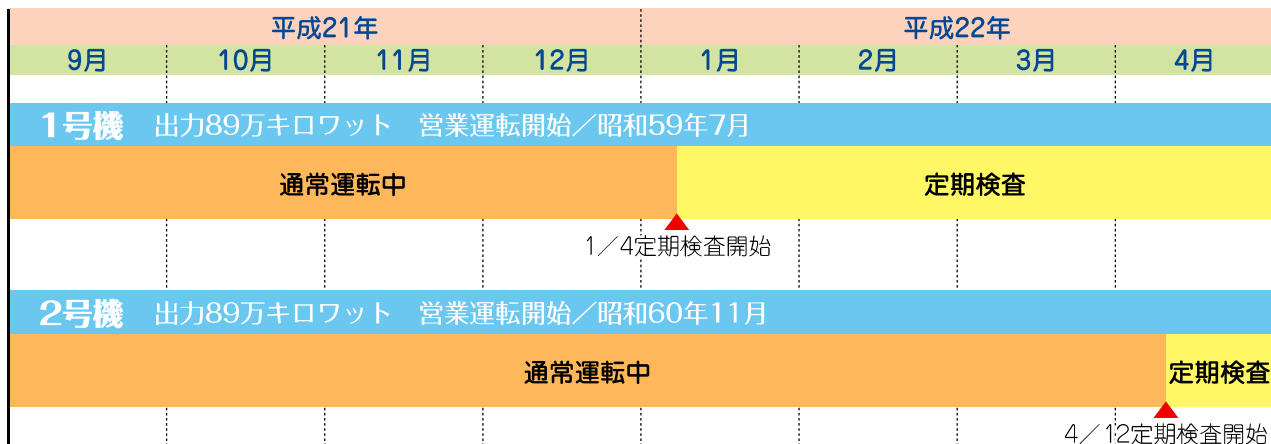 平成21年
平成22年
9月 10月 11月 12月 1月 2月 3月 4月
1号機 出力89万キロワット 営業運転開始／昭和59年7月
通常運転中
定期検査
1／4定期検査開始
2号機 出力89万キロワット 営業運転開始／昭和60年11月
通常運転中
定期検査
4／12定期検査開始